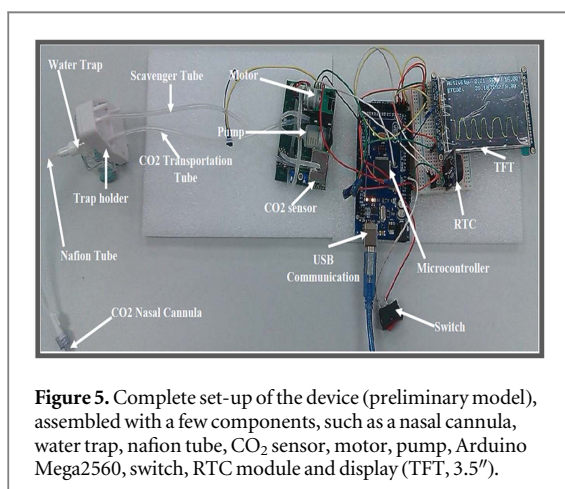 Water Trap
Scavenger Tube
Motor
Pump
CO2 Transportation
Tube
Trap holder
CO2 sensor
TFT
RTC
Nafion Tube
USB
Communication
Microcontroller
CO2 Nasal Cannula
Switch
Figure 5. Complete set-up of the device (preliminary model),
assembled with a few components, such as a nasal cannula,
water trap, nafion tube, CO₂ sensor, motor, pump, Arduino
Mega2560, switch, RTC module and display (TFT, 3.5″).